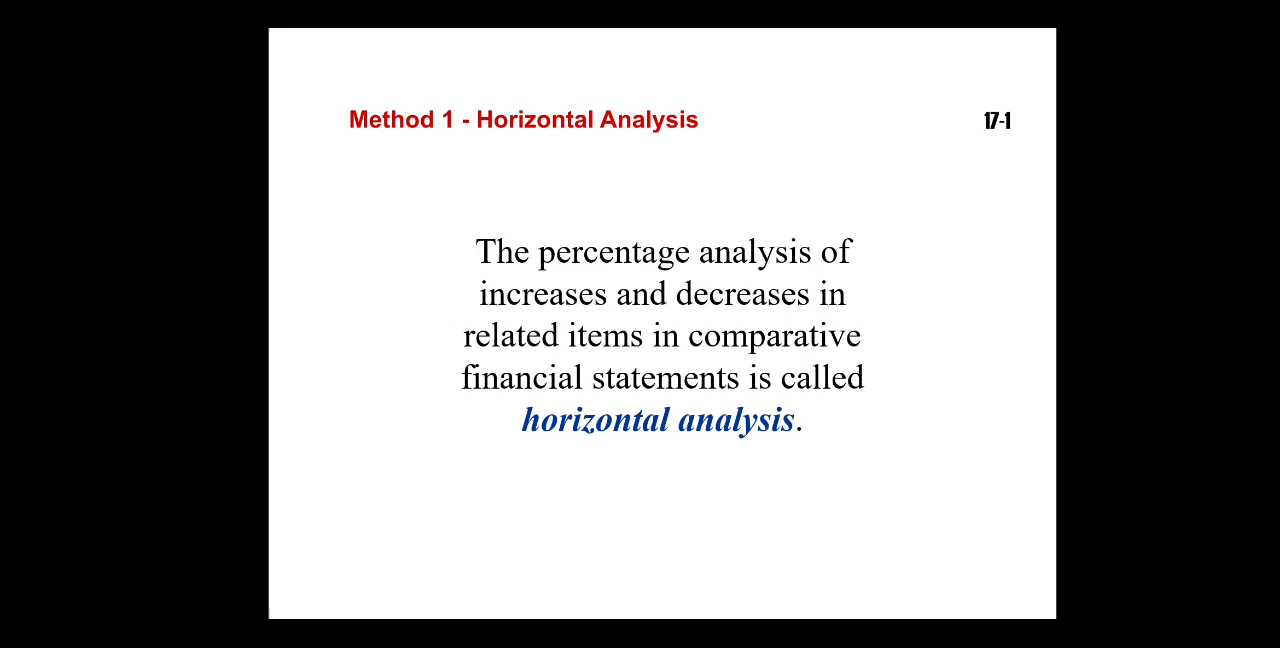 Method 1 - Horizontal Analysis
17-1
The percentage analysis of
increases and decreases in
related items in comparative
financial statements is called
horizontal analysis.